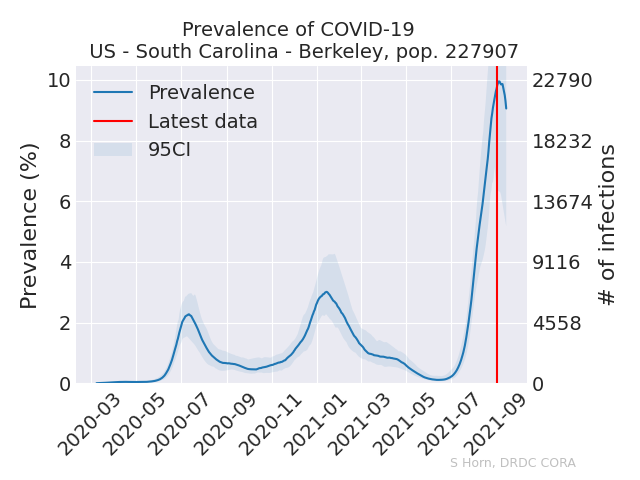 Prevalence of COVID-19
US - South Carolina - Berkeley, pop. 227907
Prevalence
Latest data
95CI
Prevalence (%)
10
8
6
4
2
0
22790
18232
13674
9116
4558
0
# of infections
2020-03
2020-05
2020-07
2020-09
2020-11
2021-01
2021-03
2021-05
2021-07
2021-09
S Horn, DRDC CORA